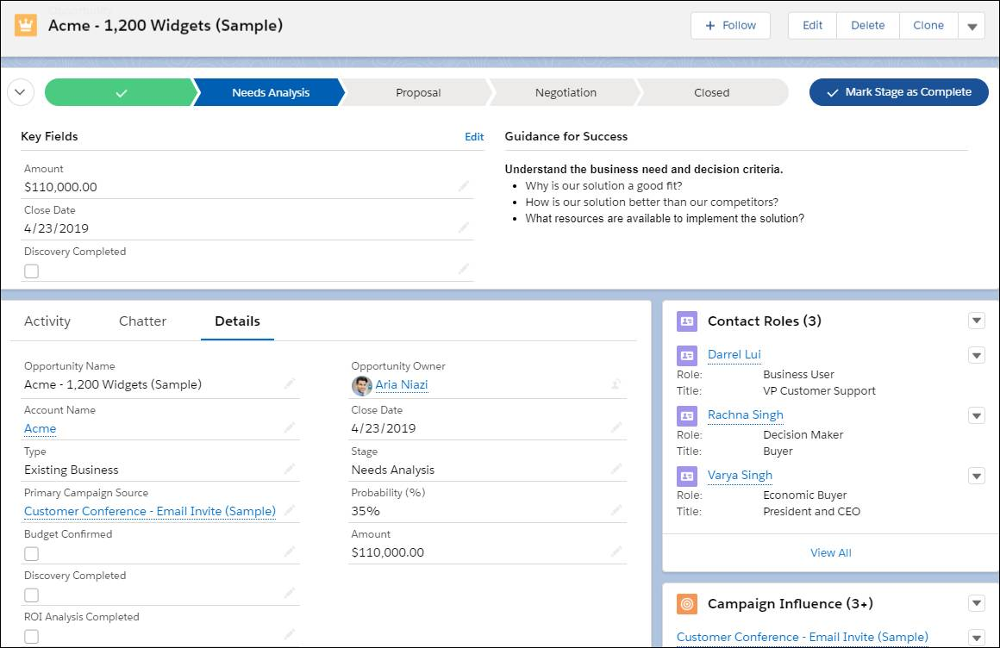 Opportunity
Acme - 1,200 Widgets (Sample)
+ Follow
Edit
Delete
Clone
Needs Analysis
Proposal
Negotiation
Closed
Mark Stage as Complete
Key Fields
Edit
Amount
$110,000.00
Close Date
4/23/2019
Discovery Completed
Guidance for Success
Understand the business need and decision criteria.
• Why is our solution a good fit?
• How is our solution better than our competitors?
• What resources are available to implement the solution?
Activity
Chatter
Details
Opportunity Name
Acme - 1,200 Widgets (Sample)
Account Name
Acme
Type
Existing Business
Primary Campaign Source
Customer Conference - Email Invite (Sample)
Budget Confirmed
Discovery Completed
ROI Analysis Completed
Opportunity Owner
Aria Niazi
Close Date
4/23/2019
Stage
Needs Analysis
Probability (%)
35%
Amount
$110,000.00
Contact Roles (3)
Darrel Lui
Role: Business User
Title: VP Customer Support
Rachna Singh
Role: Decision Maker
Title: Buyer
Varya Singh
Role: Economic Buyer
Title: President and CEO
View All
Campaign Influence (3+)
Customer Conference - Email Invite (Sample)